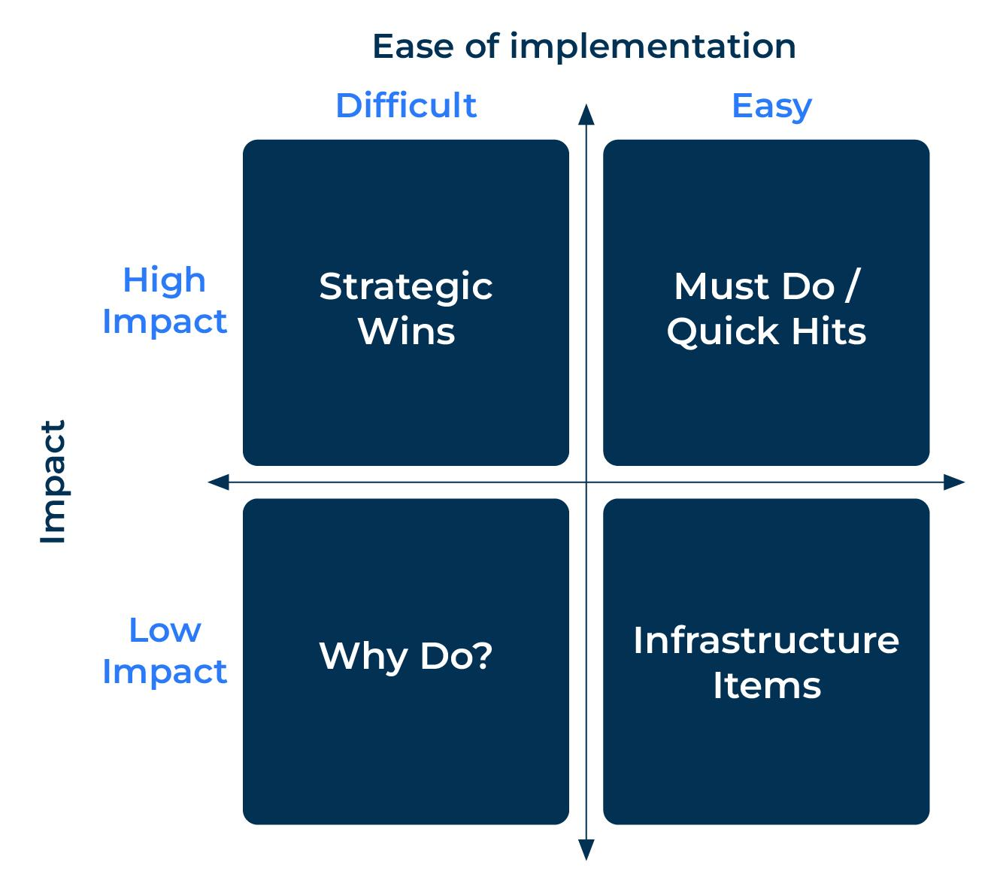 Ease of implementation
Difficult
Easy
High
Impact
Strategic
Wins
Must Do /
Quick Hits
Impact
Low
Impact
Why Do?
Infrastructure
Items